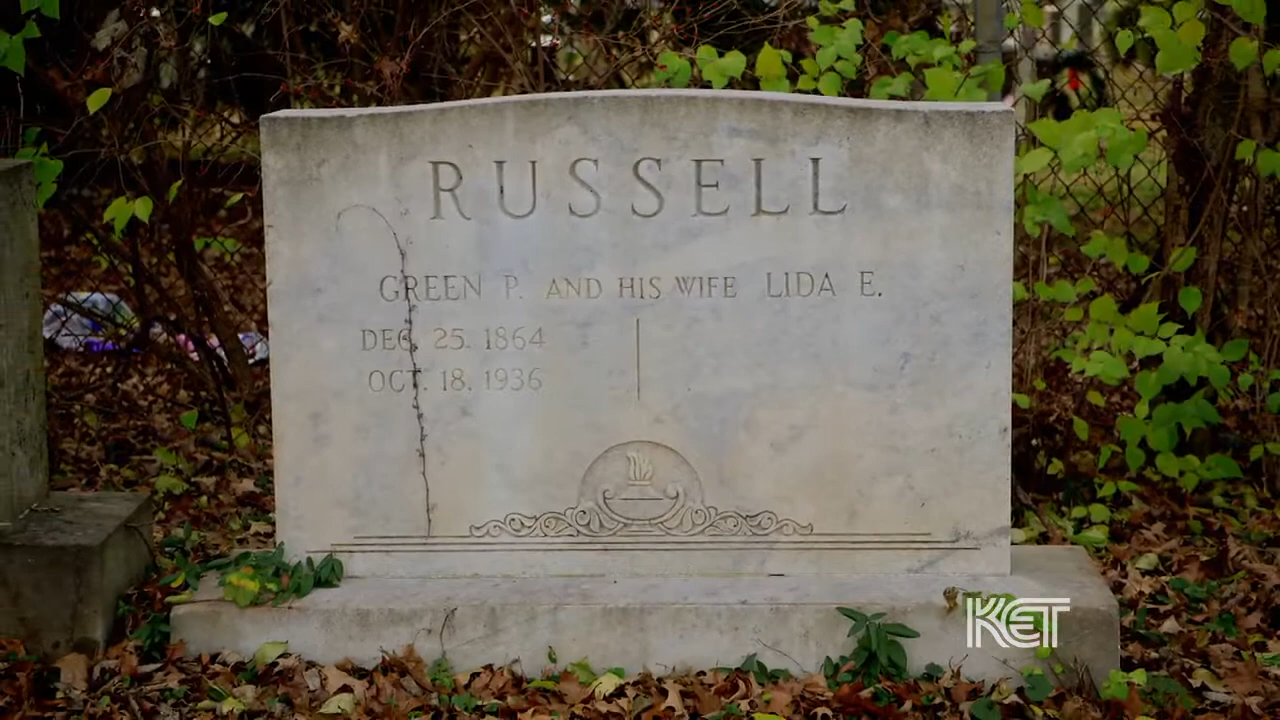 RUSSELL
GREEN P. AND HIS WIFE LIDA E.
DEC. 25. 1864
OCT. 18. 1936
KET